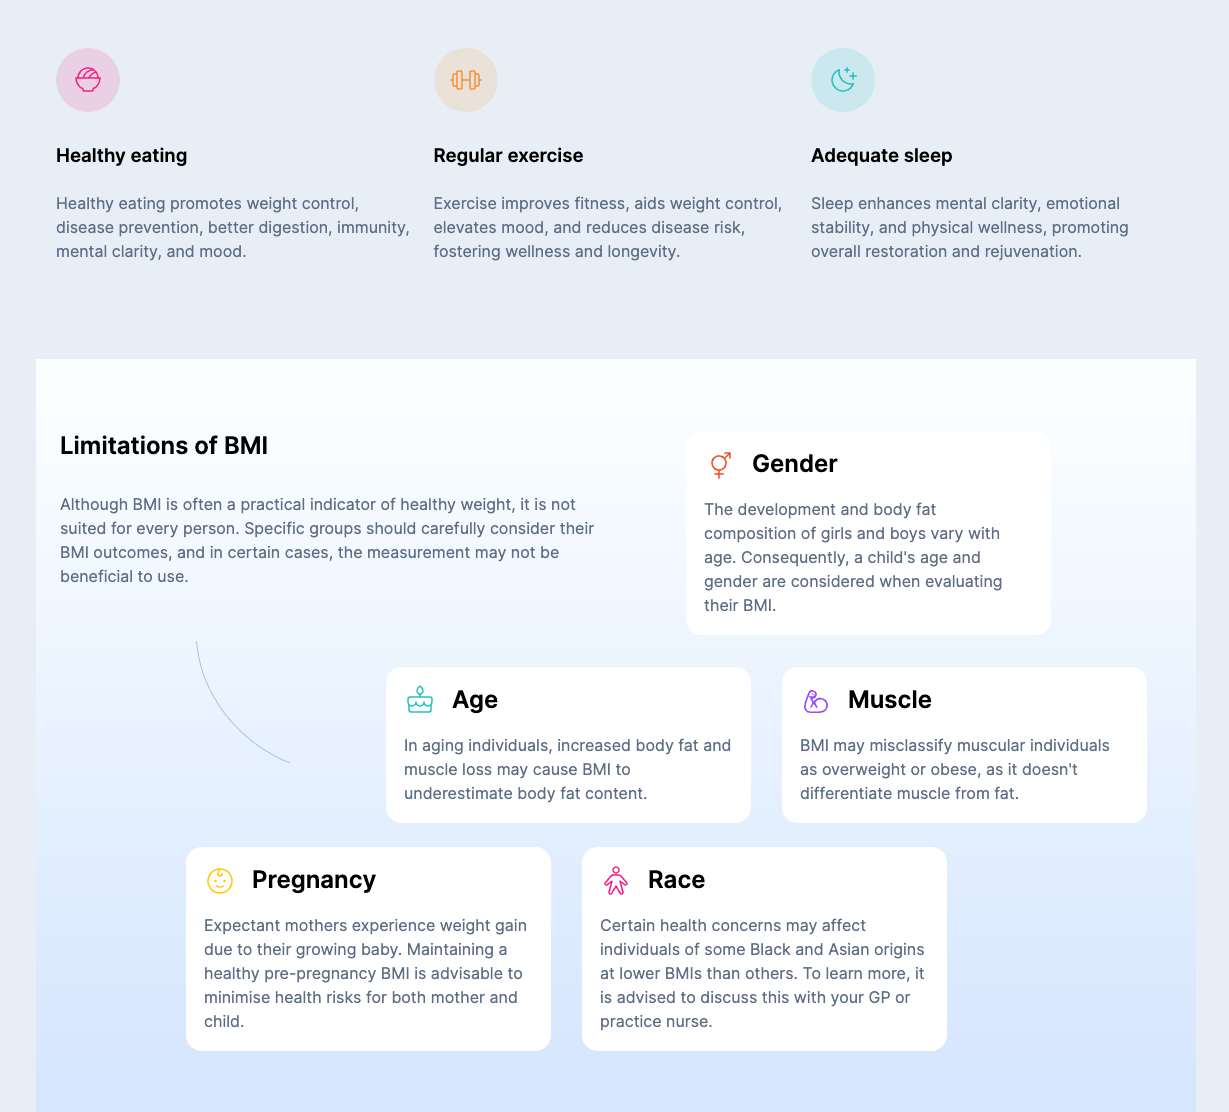 Healthy eating
Healthy eating promotes weight control,
disease prevention, better digestion, immunity,
mental clarity, and mood.
Regular exercise
Exercise improves fitness, aids weight control,
elevates mood, and reduces disease risk,
fostering wellness and longevity.
Adequate sleep
Sleep enhances mental clarity, emotional
stability, and physical wellness, promoting
overall restoration and rejuvenation.
Limitations of BMI
Although BMI is often a practical indicator of healthy weight, it is not
suited for every person. Specific groups should carefully consider their
BMI outcomes, and in certain cases, the measurement may not be
beneficial to use.
Gender
The development and body fat
composition of girls and boys vary with
age. Consequently, a child's age and
gender are considered when evaluating
their BMI.
Age
In aging individuals, increased body fat and
muscle loss may cause BMI to
underestimate body fat content.
Muscle
BMI may misclassify muscular individuals
as overweight or obese, as it doesn't
differentiate muscle from fat.
Pregnancy
Expectant mothers experience weight gain
due to their growing baby. Maintaining a
healthy pre-pregnancy BMI is advisable to
minimise health risks for both mother and
child.
Race
Certain health concerns may affect
individuals of some Black and Asian origins
at lower BMIs than others. To learn more, it
is advised to discuss this with your GP or
practice nurse.